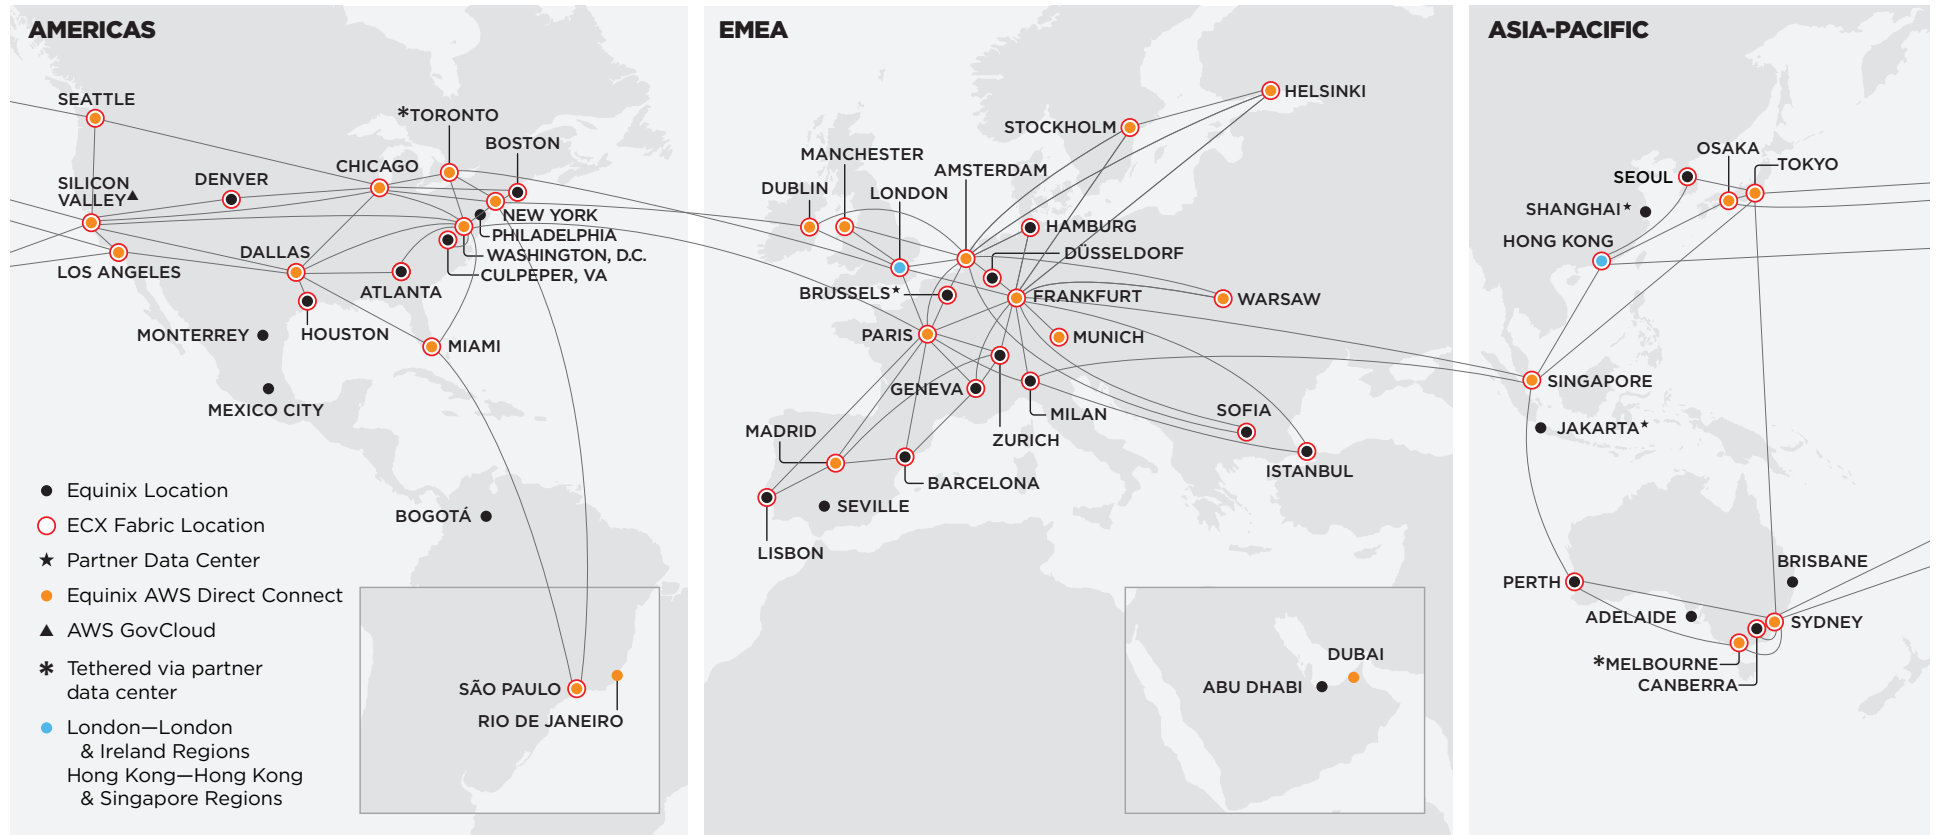 AMERICAS
SEATTLE
*TORONTO
BOSTON
CHICAGO
SILICON
VALLEY▲
DENVER
NEW YORK
PHILADELPHIA
WASHINGTON, D.C.
CULPEPER, VA
DALLAS
LOS ANGELES
ATLANTA
HOUSTON
MONTERREY
MIAMI
MEXICO CITY
BOGOTÁ
SÃO PAULO
RIO DE JANEIRO
Equinix Location
ECX Fabric Location
★ Partner Data Center
Equinix AWS Direct Connect
▲ AWS GovCloud
* Tethered via partner
data center
London—London
& Ireland Regions
Hong Kong—Hong Kong
& Singapore Regions
EMEA
HELSINKI
STOCKHOLM
MANCHESTER
AMSTERDAM
DUBLIN
LONDON
HAMBURG
DÜSSELDORF
BRUSSELS★
FRANKFURT
WARSAW
PARIS
MUNICH
GENEVA
MILAN
SOFIA
MADRID
ZURICH
ISTANBUL
BARCELONA
SEVILLE
LISBON
DUBAI
ABU DHABI
ASIA-PACIFIC
OSAKA
TOKYO
SEOUL
SHANGHAI★
HONG KONG
SINGAPORE
JAKARTA★
BRISBANE
PERTH
ADELAIDE
SYDNEY
*MELBOURNE
CANBERRA